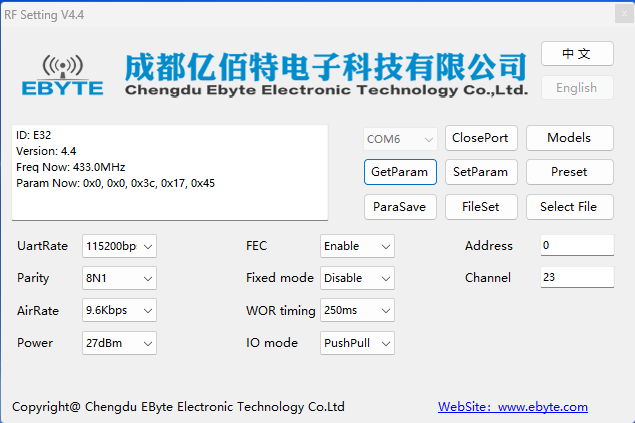 RF Setting V4.4
EBYTE
成都亿佰特电子科技有限公司
Chengdu Ebyte Electronic Technology Co.,Ltd.
中 文
English
ID: E32
Version: 4.4
Freq Now: 433.0MHz
Param Now: 0x0, 0x0, 0x3c, 0x17, 0x45
COM6 ClosePort Models
GetParam SetParam Preset
ParaSave FileSet Select File
UartRate 115200bp FEC Enable Address 0
Parity 8N1 Fixed mode Disable Channel 23
AirRate 9.6Kbps WOR timing 250ms
Power 27dBm IO mode PushPull
Copyright@ Chengdu EByte Electronic Technology Co.Ltd WebSite: www.ebyte.com